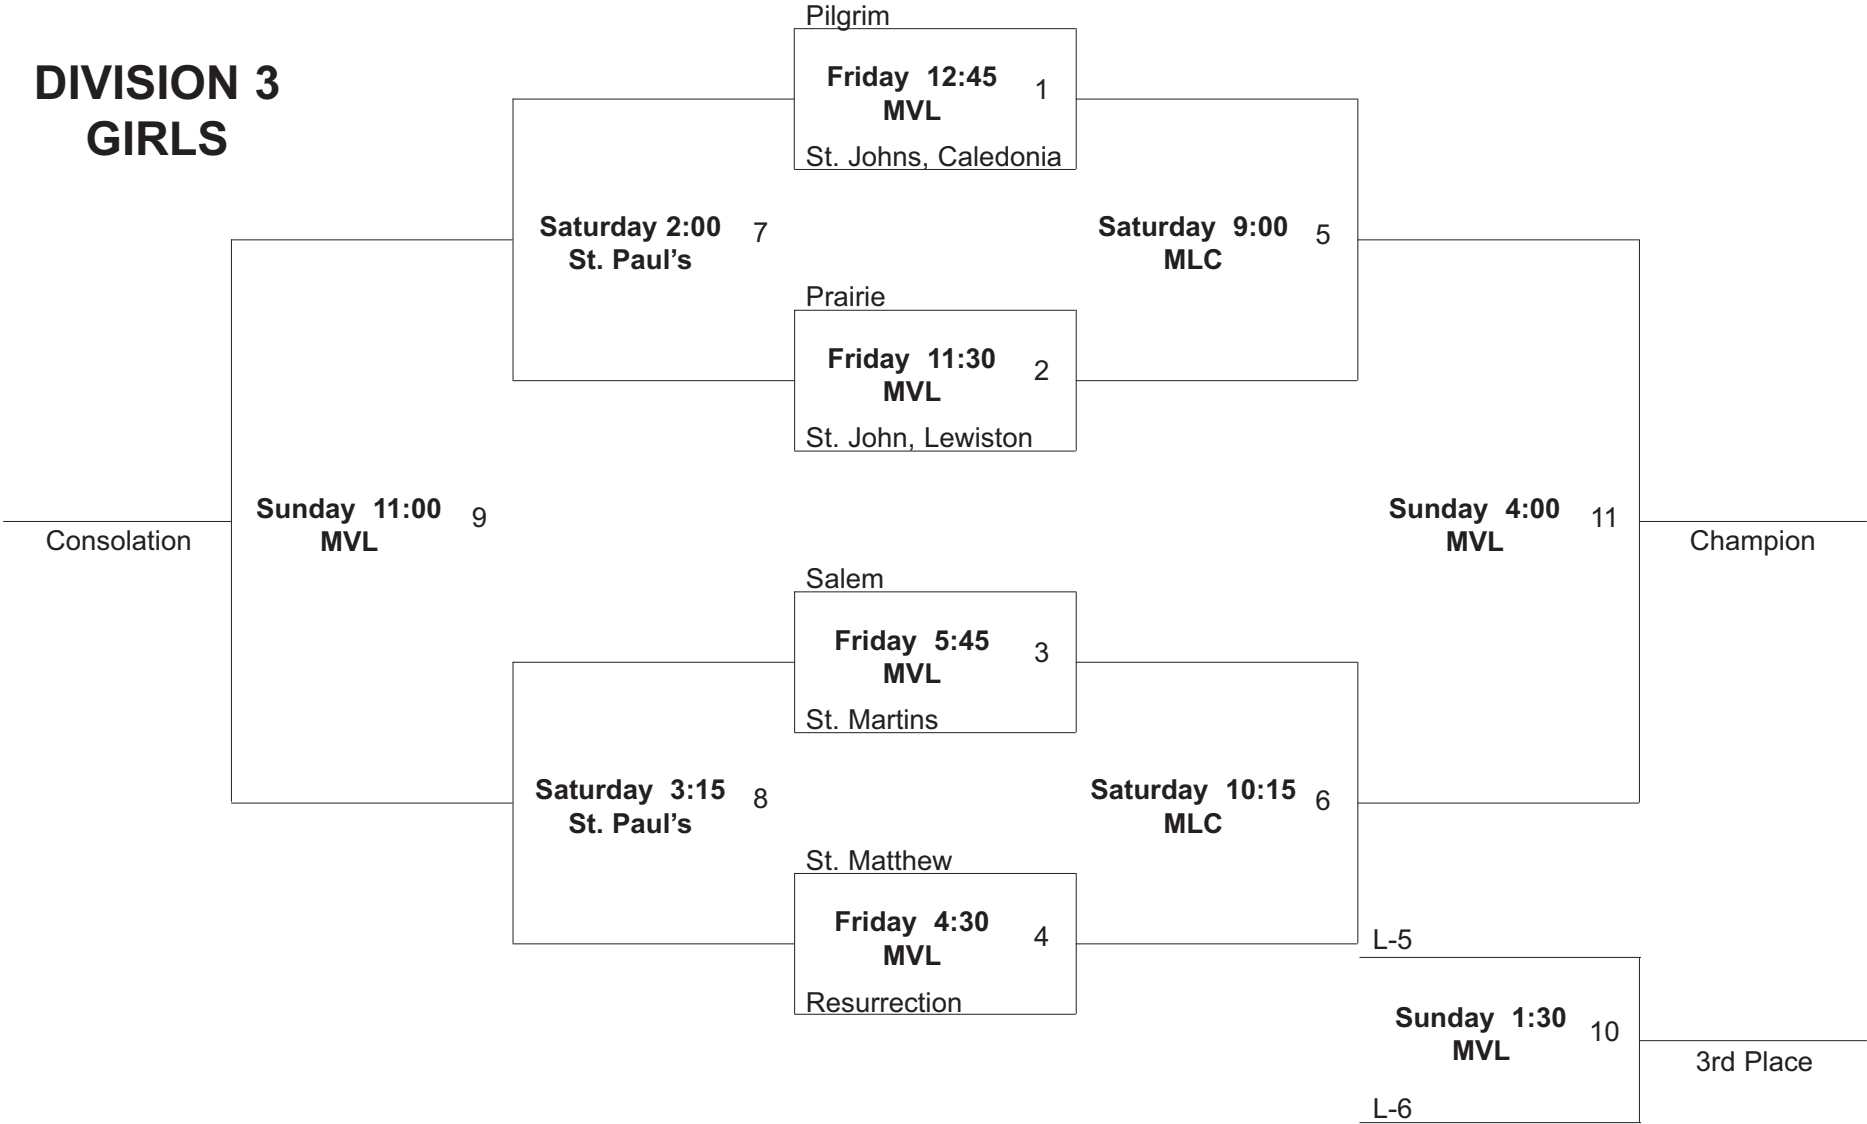 DIVISION 3
GIRLS
Pilgrim
Friday 12:45 1
MVL
St. Johns, Caledonia
Saturday 2:00 7
St. Paul’s
Saturday 9:00 5
MLC
Prairie
Friday 11:30 2
MVL
St. John, Lewiston
Sunday 11:00 9
MVL
Consolation
Sunday 4:00 11
MVL
Champion
Salem
Friday 5:45 3
MVL
St. Martins
Saturday 3:15 8
St. Paul’s
Saturday 10:15 6
MLC
St. Matthew
Friday 4:30 4
MVL
Resurrection
L-5
Sunday 1:30 10
MVL
3rd Place
L-6